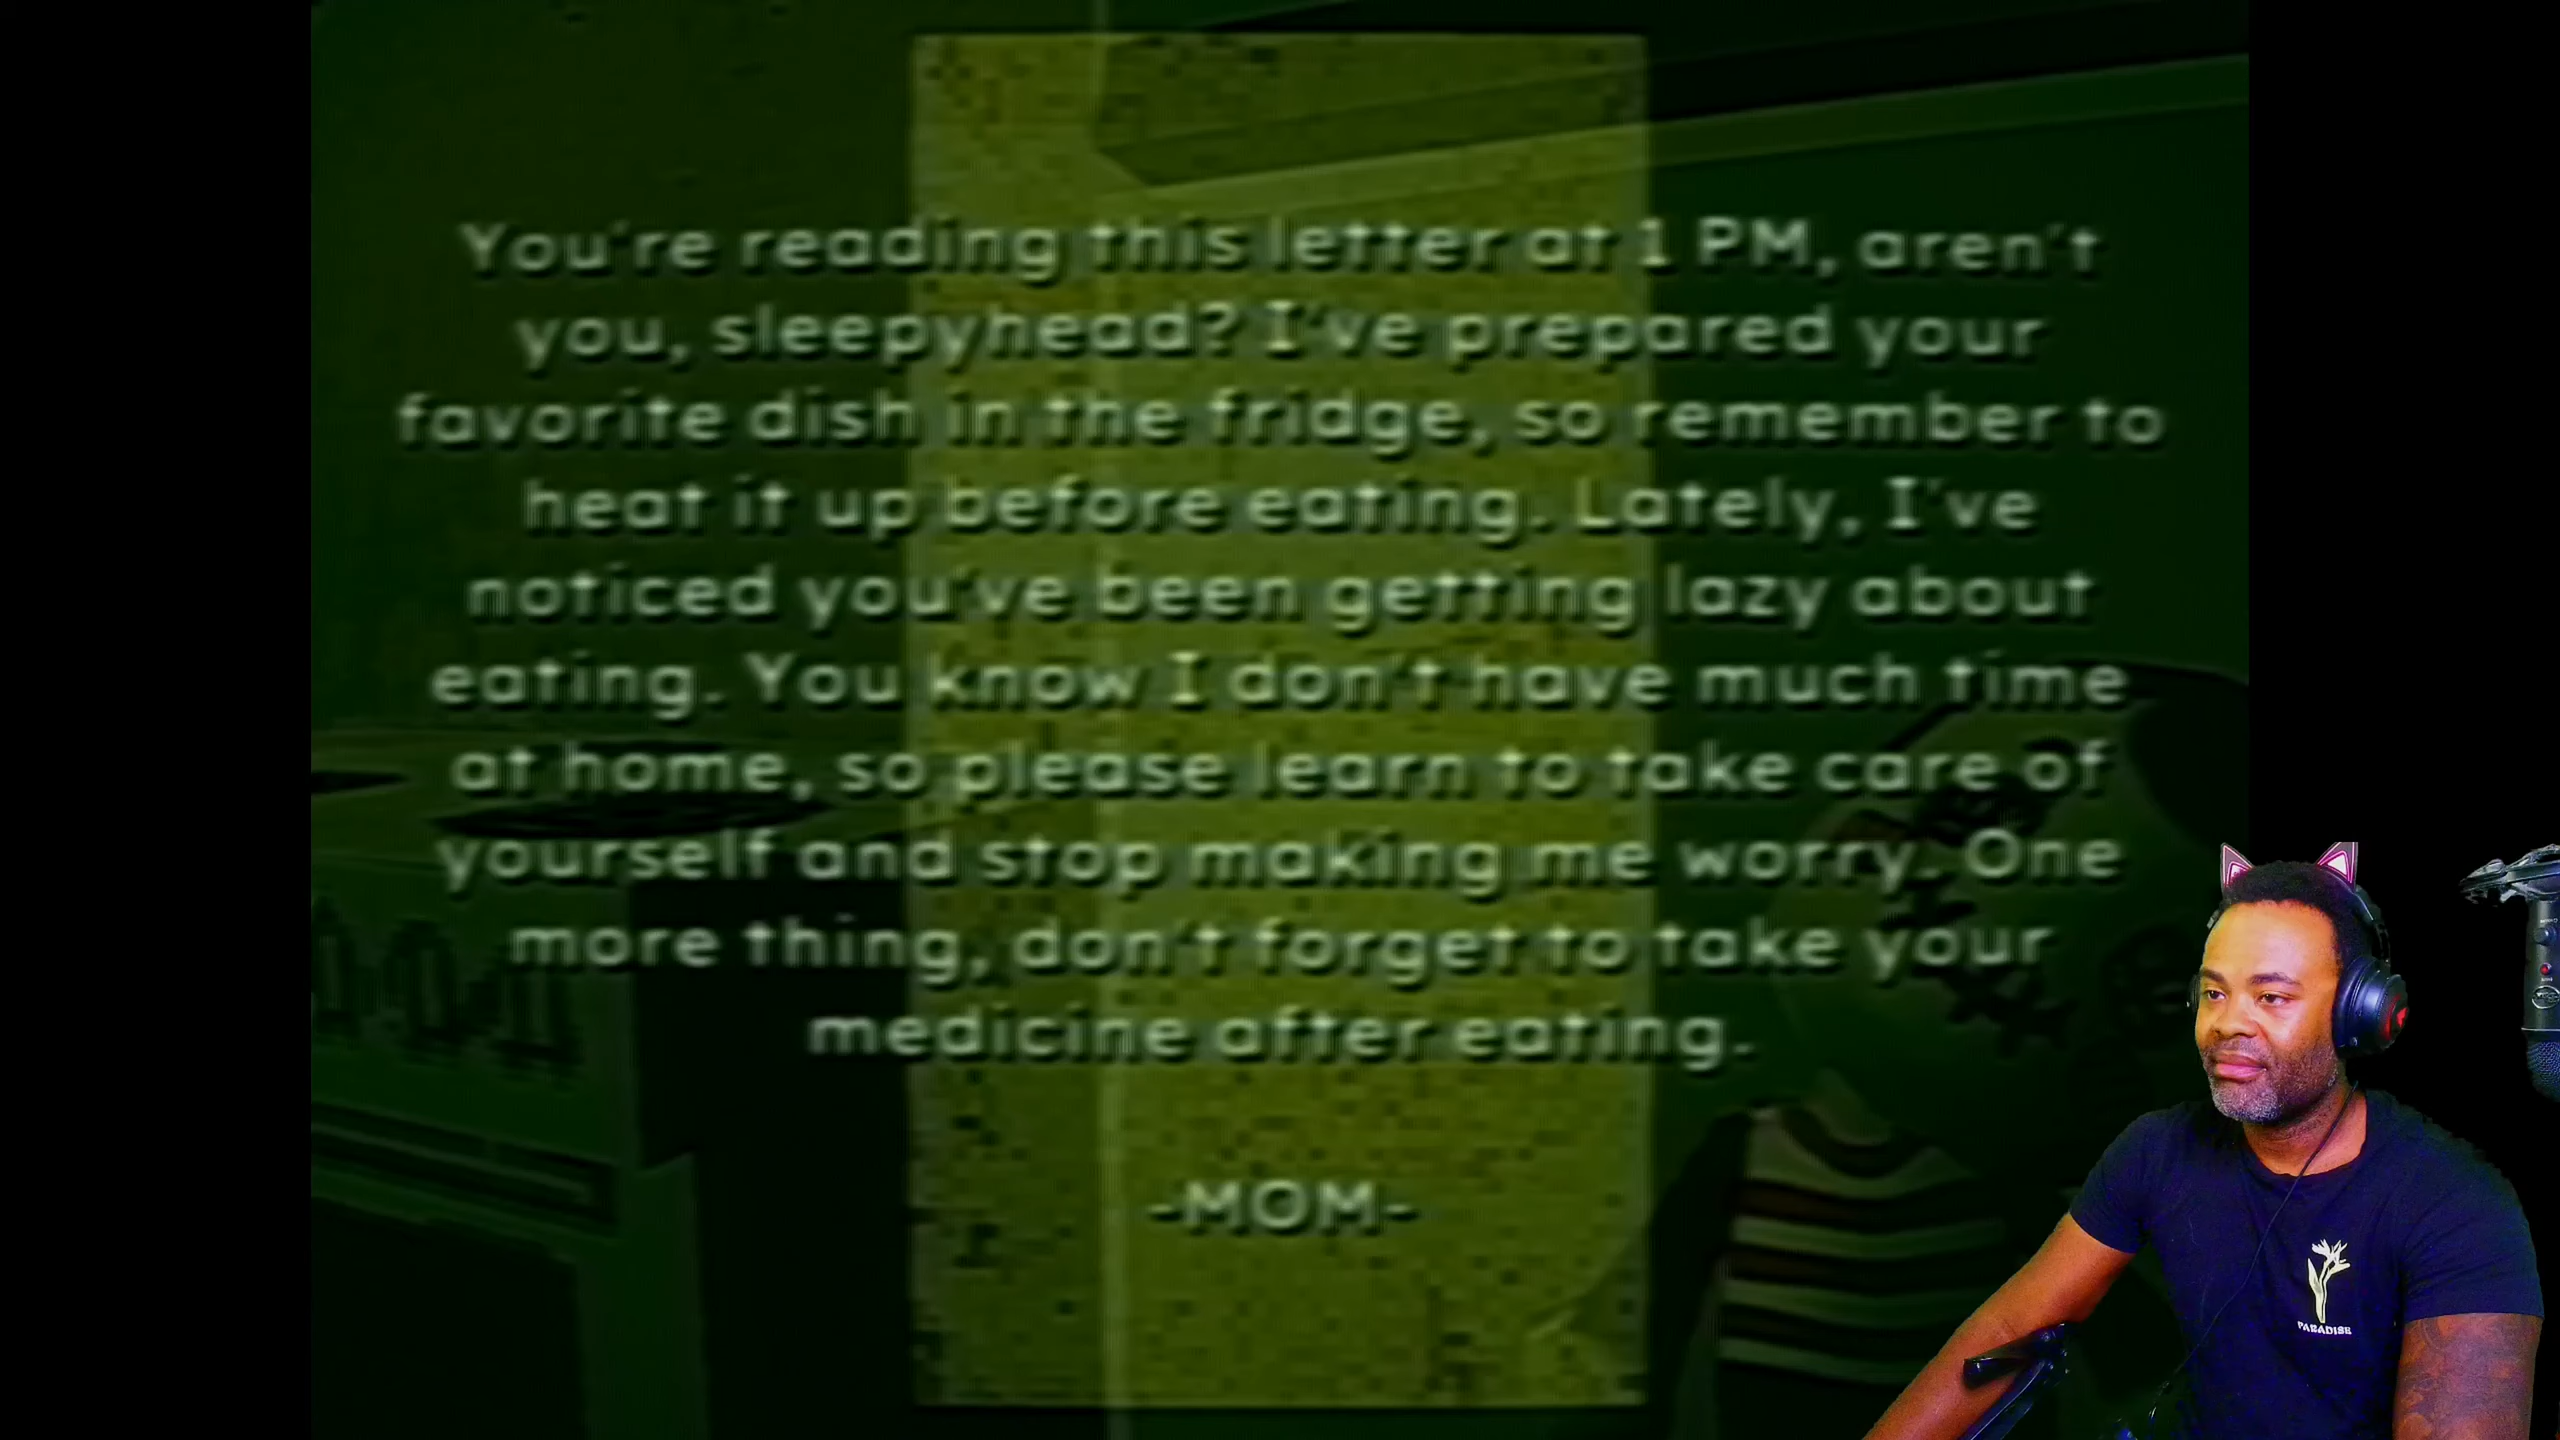 You're reading this letter at 1 PM, aren't
you, sleepyhead? I've prepared your
favorite dish in the fridge, so remember to
heat it up before eating. Lately, I've
noticed you've been getting lazy about
eating. You know I don't have much time
at home, so please learn to take care of
yourself and stop making me worry. One
more thing, don't forget to take your
medicine after eating.
-MOM-
PARADISE